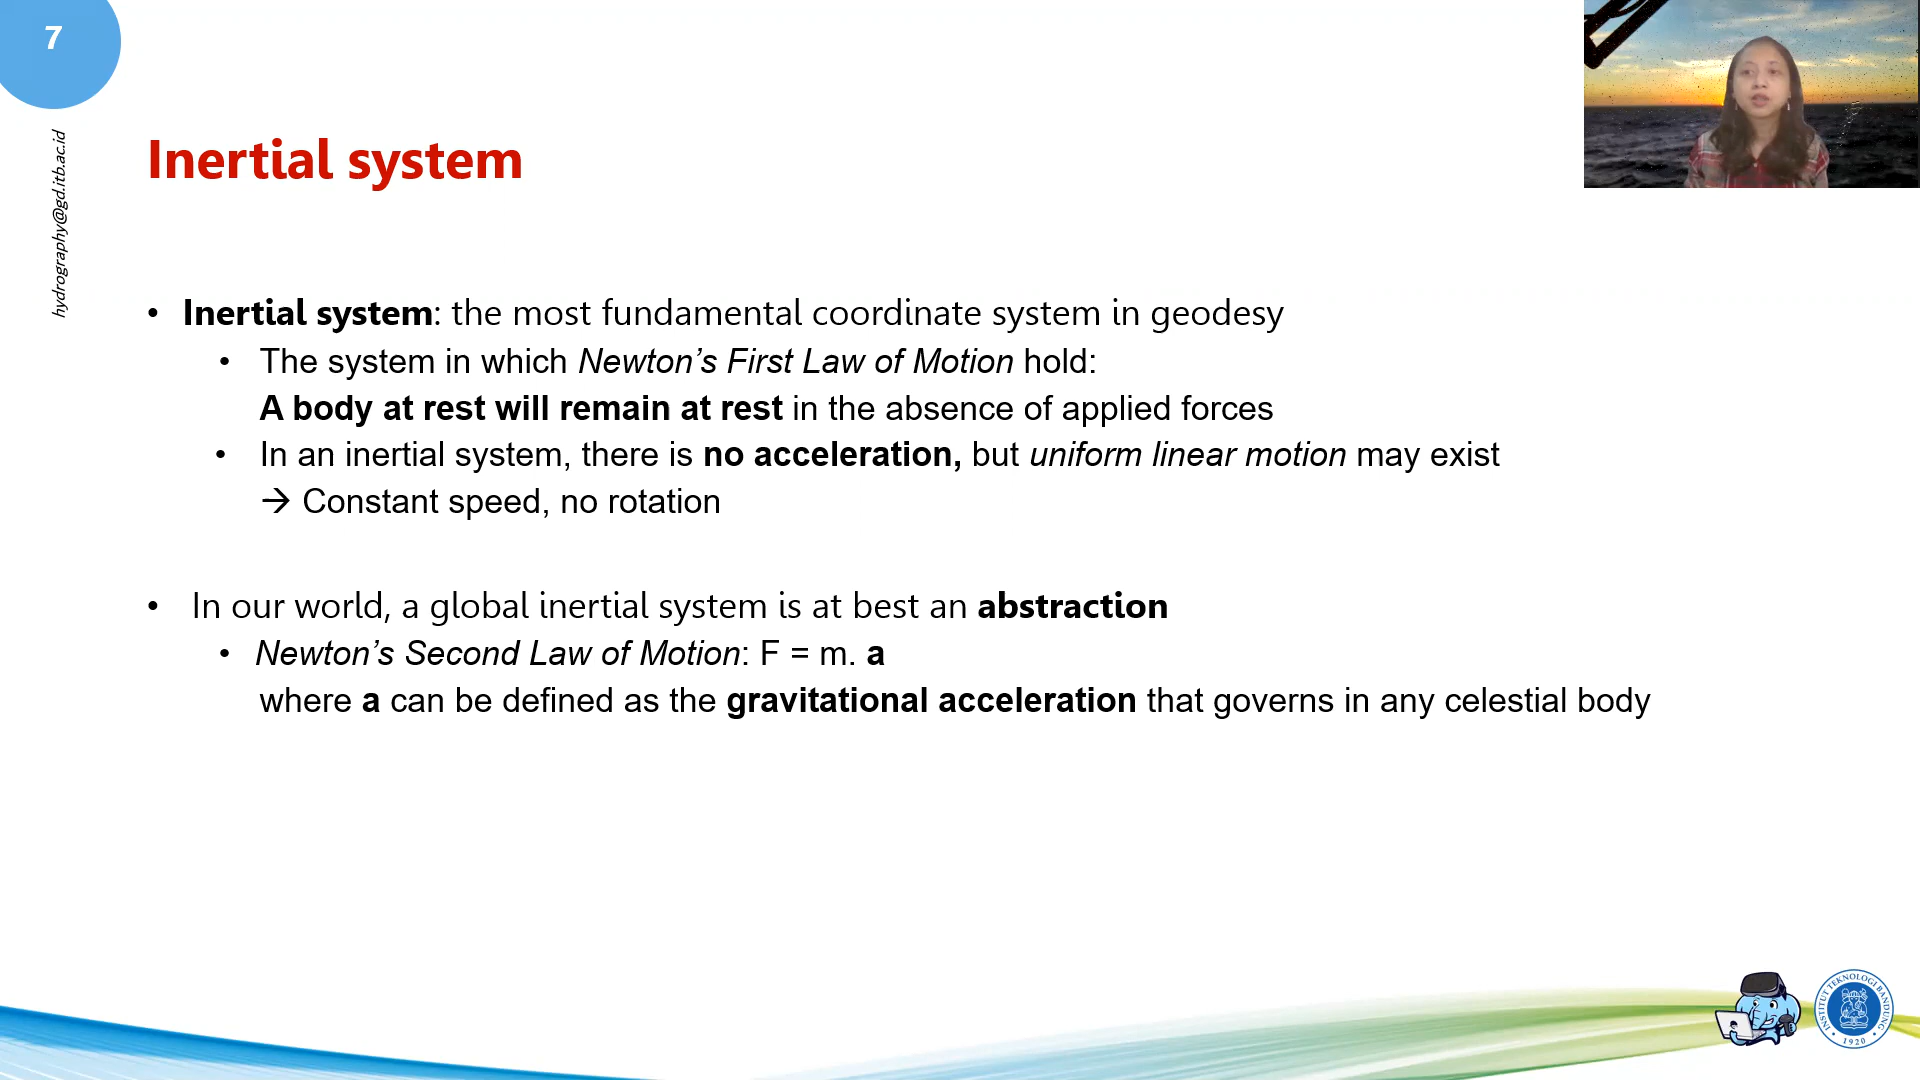 7
hydrography@gd.itb.ac.id
Inertial system
• Inertial system: the most fundamental coordinate system in geodesy
• The system in which Newton’s First Law of Motion hold:
A body at rest will remain at rest in the absence of applied forces
• In an inertial system, there is no acceleration, but uniform linear motion may exist
→ Constant speed, no rotation
• In our world, a global inertial system is at best an abstraction
• Newton’s Second Law of Motion: F = m. a
where a can be defined as the gravitational acceleration that governs in any celestial body
INSTITUT TEKNOLOGI BANDUNG
1920